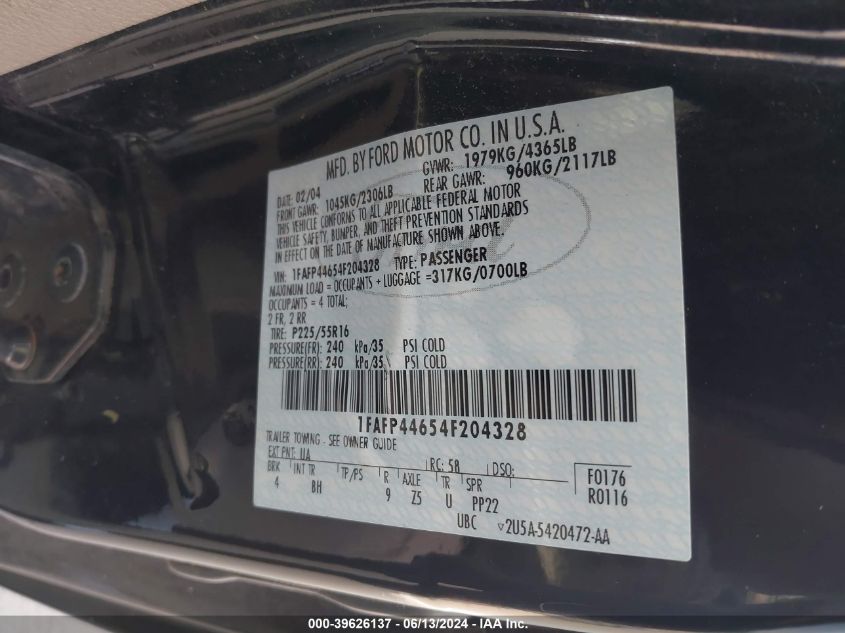 MFD. BY FORD MOTOR CO. IN U.S.A.
DATE: 02/04 GVWR: 1979KG/4365LB
FRONT GAWR: 1045KG/2306LB REAR GAWR: 960KG/2117LB
THIS VEHICLE CONFORMS TO ALL APPLICABLE FEDERAL MOTOR
VEHICLE SAFETY, BUMPER, AND THEFT PREVENTION STANDARDS
IN EFFECT ON THE DATE OF MANUFACTURE SHOWN ABOVE.
VIN: 1FAFP44654F204328 TYPE: PASSENGER
MAXIMUM LOAD = OCCUPANTS + LUGGAGE =317KG/0700LB
OCCUPANTS = 4 TOTAL;
2 FR, 2 RR
TIRE: P225/55R16
PRESSURE(FR): 240 kPa/35 PSI COLD
PRESSURE(RR): 240 kPa/35 PSI COLD
1FAFP44654F204328
TRAILER TOWING - SEE OWNER GUIDE
EXT PNT: UA RC: 58 DSO: F0176
BRK INT TR TP/PS R AXLE TR SPR R0116
4 BH 9 Z5 U PP22
UBC ▽2U5A-5420472-AA
000-39626137 - 06/13/2024 - IAA Inc.